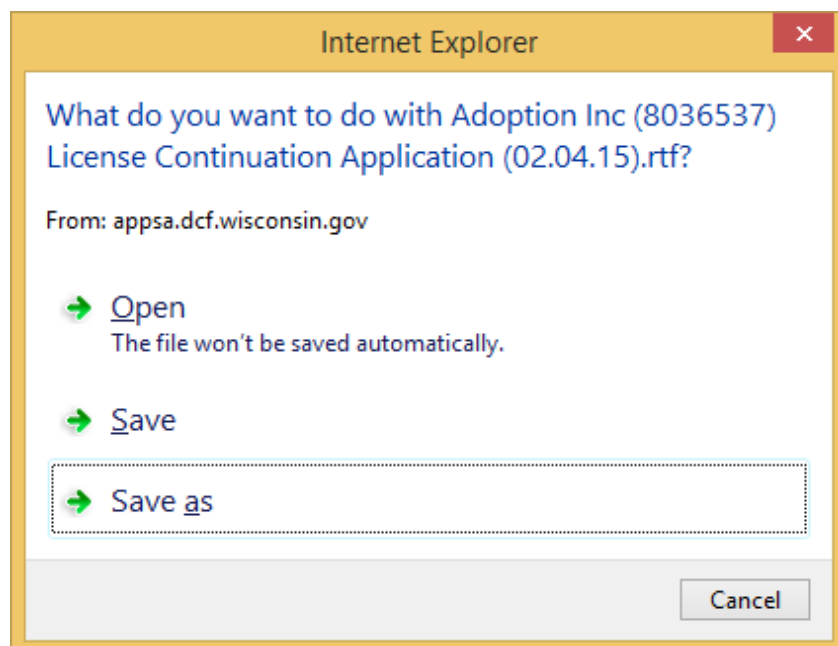 Internet Explorer
What do you want to do with Adoption Inc (8036537)
License Continuation Application (02.04.15).rtf?
From: appsa.dcf.wisconsin.gov
Open
The file won't be saved automatically.
Save
Save as
Cancel